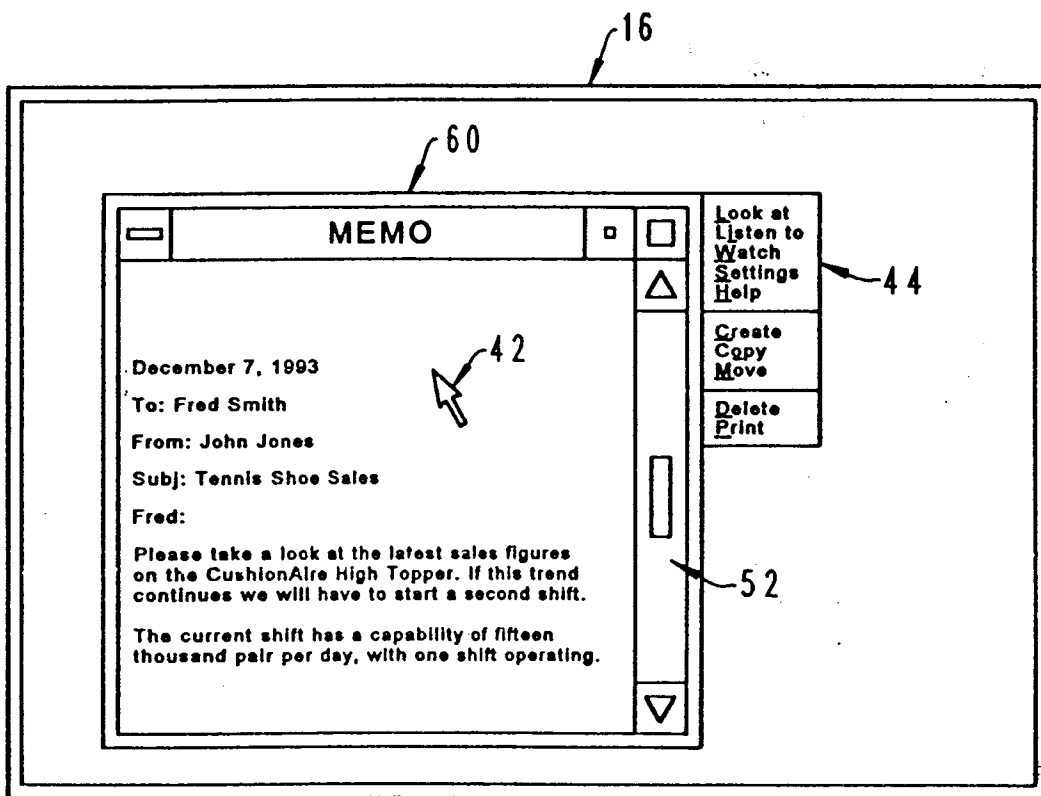 16
60
MEMO
Look at
Listen to
Watch
Settings
Help
44
Create
Copy
Move
Delete
Print
42
December 7, 1993
To: Fred Smith
From: John Jones
Subj: Tennis Shoe Sales
Fred:
Please take a look at the latest sales figures
on the CushionAire High Topper. If this trend
continues we will have to start a second shift.
52
The current shift has a capability of fifteen
thousand pair per day, with one shift operating.